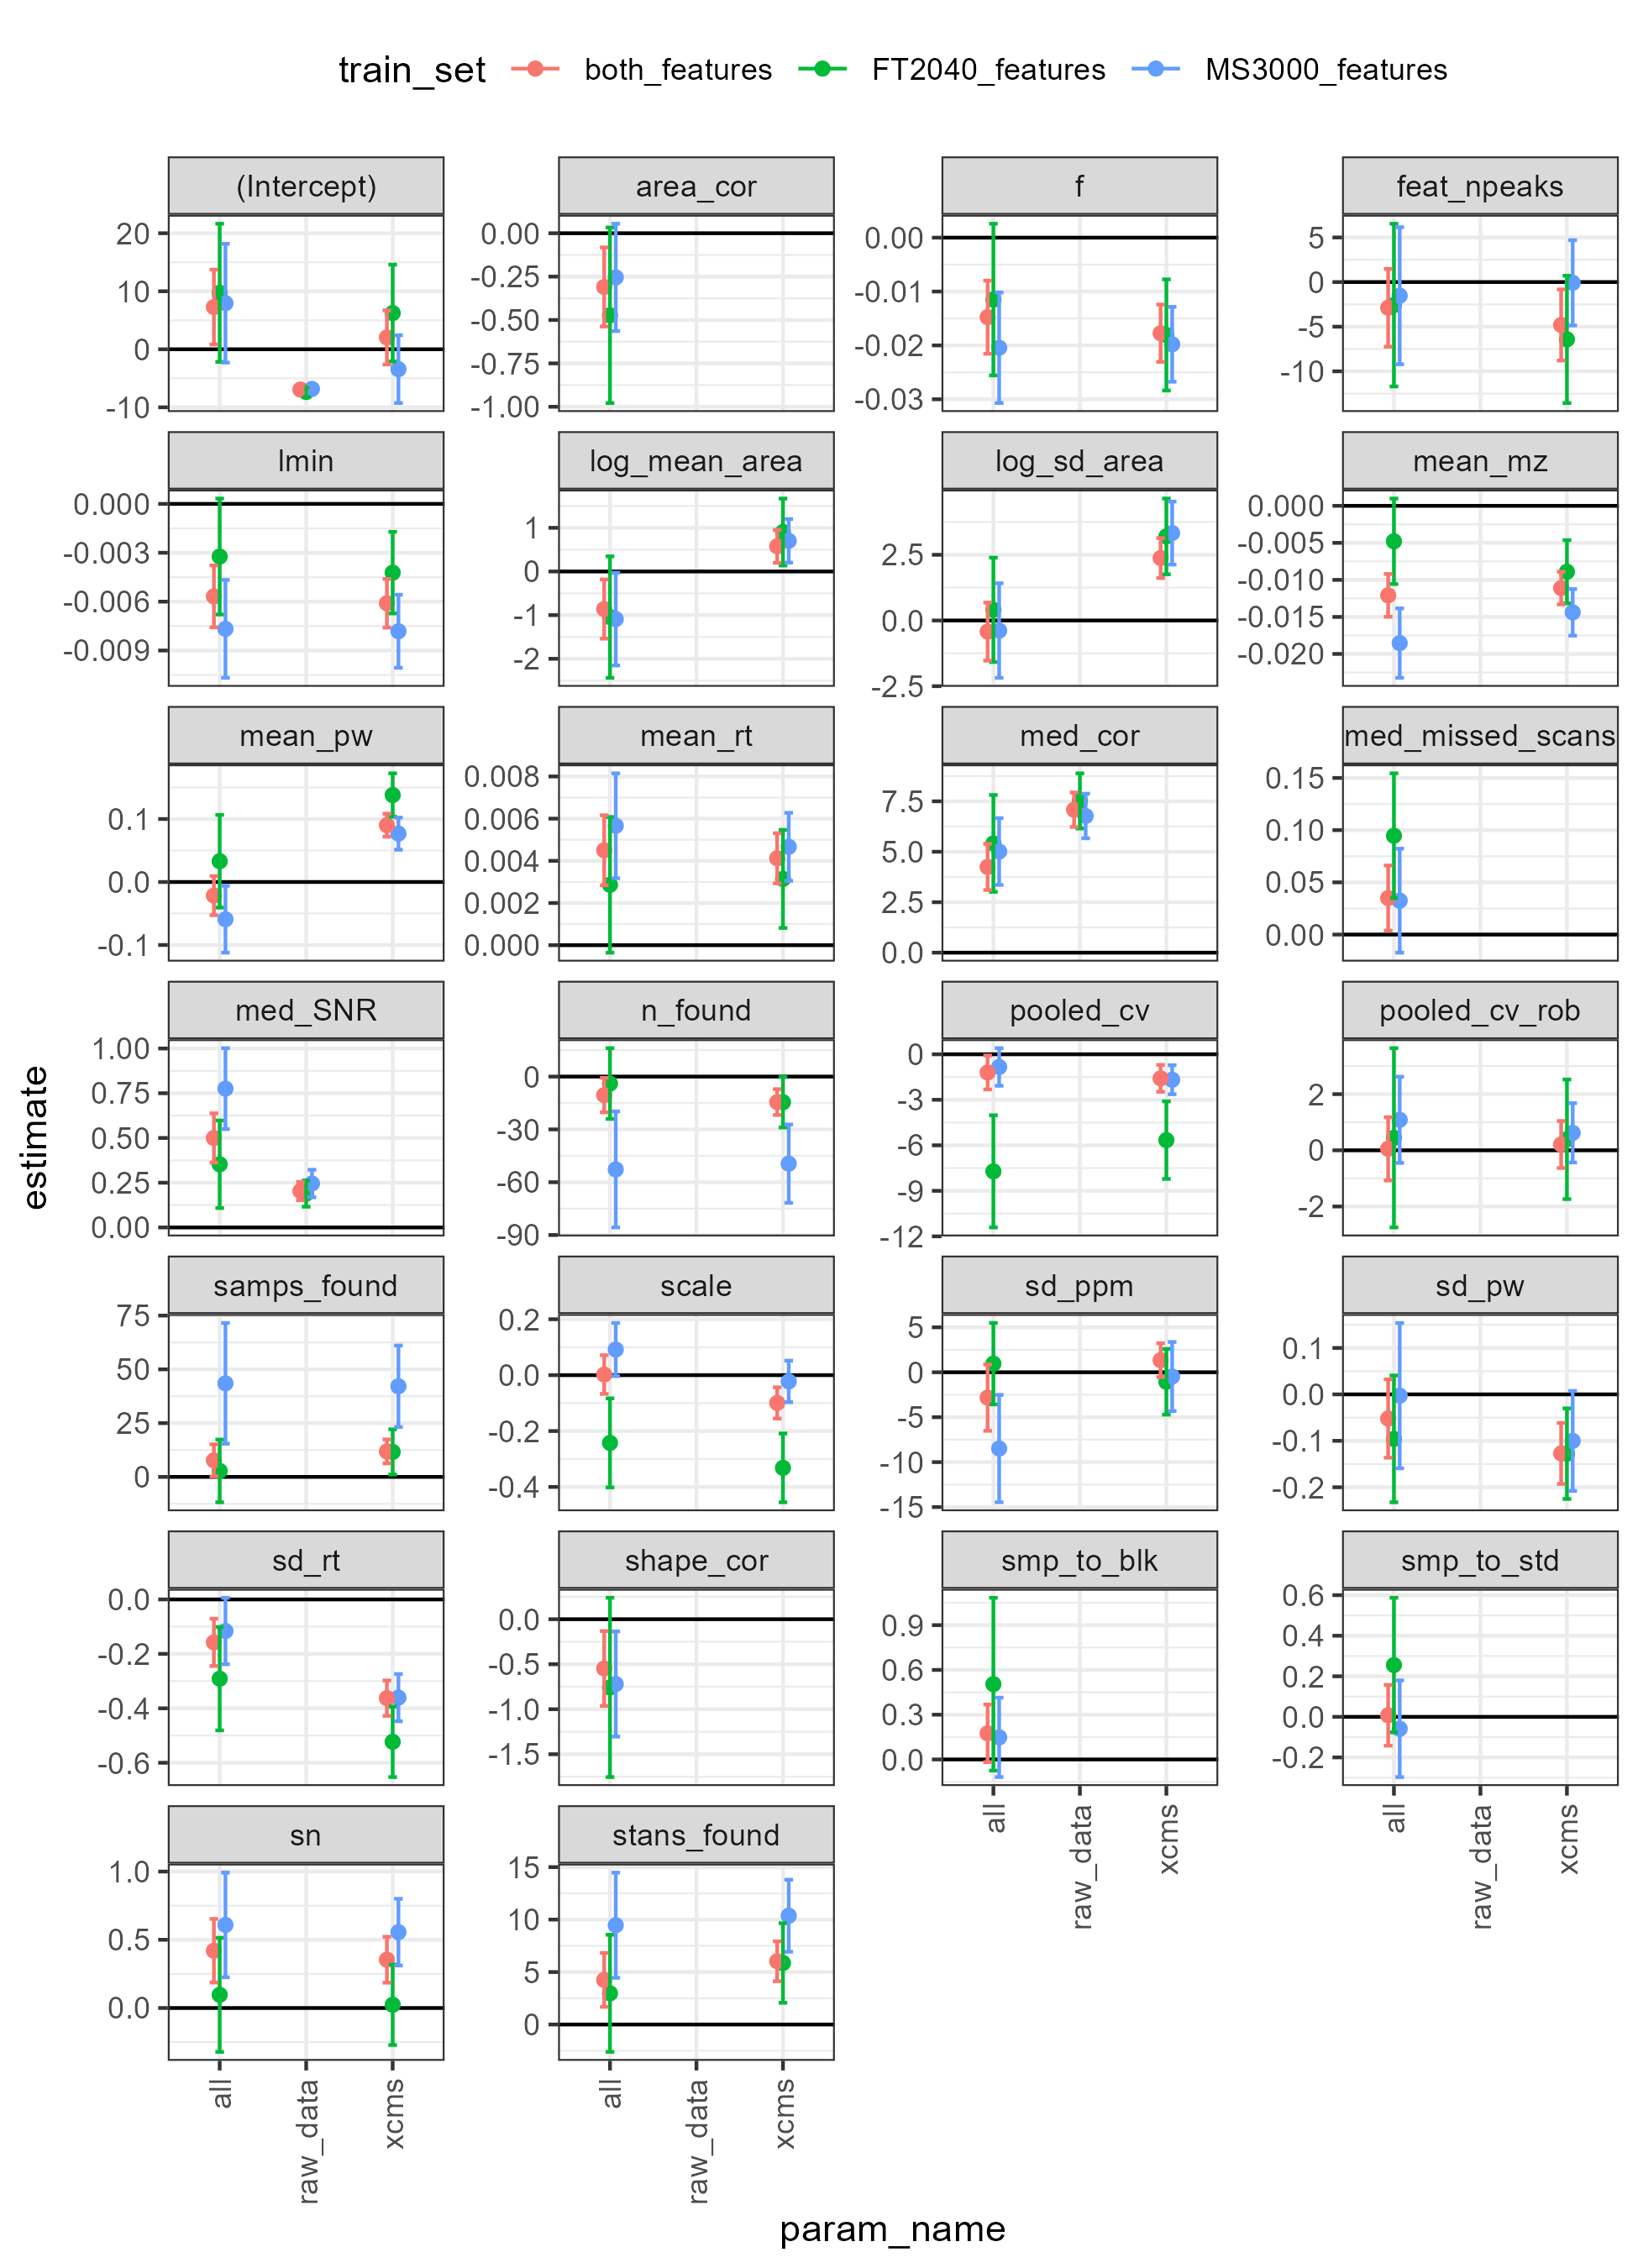 train_set both_features FT2040_features MS3000_features
(Intercept) area_cor f feat_npeaks
20 0.00 0.00 5
10 -0.25 -0.01 0
0 -0.50 -0.02 -5
-10 -0.75 -0.03 -10
-1.00
lmin log_mean_area log_sd_area mean_mz
0.000 1 2.5 0.000
-0.003 0 0.0 -0.005
-0.006 -1 -2.5 -0.010
-0.009 -2 -0.015
-0.020
mean_pw mean_rt med_cor med_missed_scans
0.1 0.008 7.5 0.15
0.0 0.006 5.0 0.10
-0.1 0.004 2.5 0.05
0.002 0.0 0.00
0.000
med_SNR n_found pooled_cv pooled_cv_rob
1.00 0 0 2
0.75 -30 -3 0
0.50 -60 -6 -2
0.25 -90 -9
0.00 -12
samps_found scale sd_ppm sd_pw
75 0.2 5 0.1
50 0.0 0 0.0
25 -0.2 -5 -0.1
0 -0.4 -10 -0.2
-15
sd_rt shape_cor smp_to_blk smp_to_std
0.0 0.0 0.9 0.6
-0.2 -0.5 0.6 0.4
-0.4 -1.0 0.3 0.2
-0.6 -1.5 0.0 0.0
-0.2
all raw_data xcms all raw_data xcms
sn stans_found
1.0 15
0.5 10
0.0 5
0
all raw_data xcms all raw_data xcms
estimate
param_name